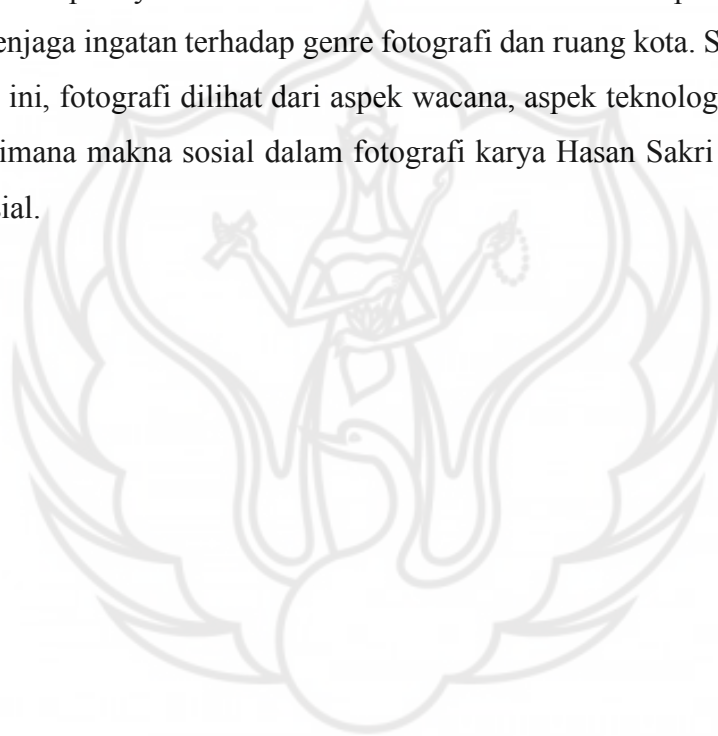 enjaga ingatan terhadap genre fotografi dan ruang kota. S
ini, fotografi dilihat dari aspek wacana, aspek teknolog
imana makna sosial dalam fotografi karya Hasan Sakri
ial.